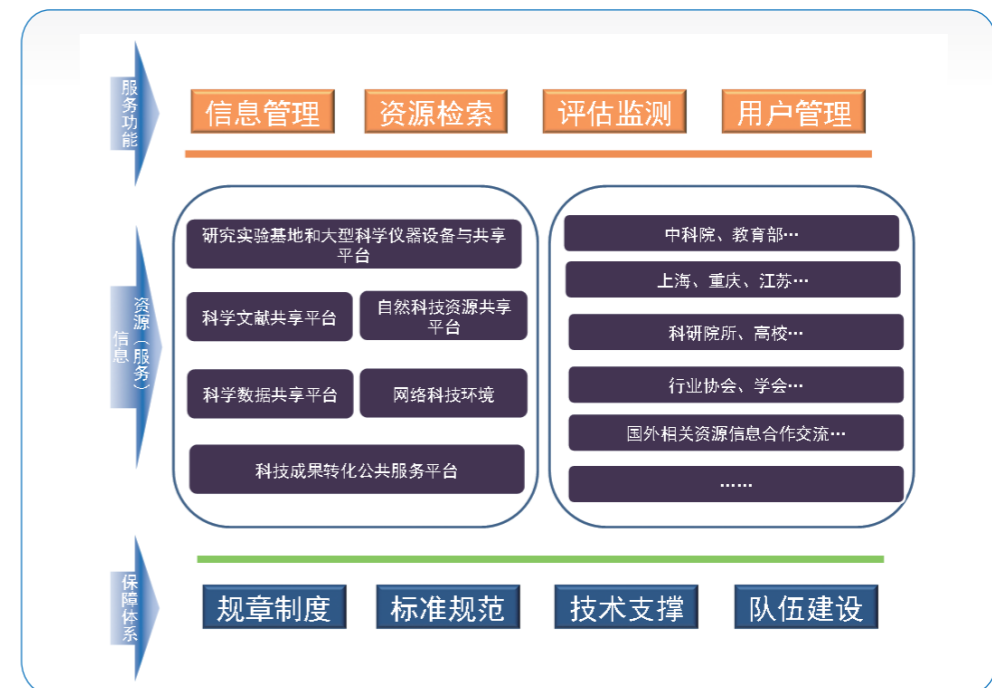 服务功能
信息管理
资源检索
评估监测
用户管理
资源（服务）
信息
研究实验基地和大型科学仪器设备与共享
平台
科学文献共享平台
自然科技资源共享
平台
科学数据共享平台
网络科技环境
科技成果转化公共服务平台
中科院、教育部…
上海、重庆、江苏…
科研院所、高校…
行业协会、学会…
国外相关资源信息合作交流…
……
保障体系
规章制度
标准规范
技术支撑
队伍建设